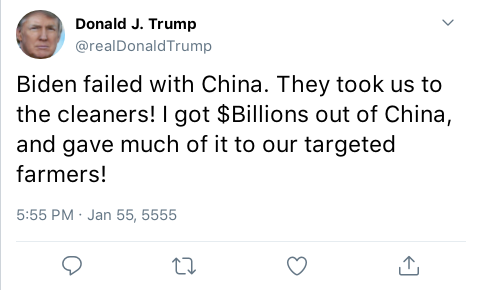 Donald J. Trump
@realDonaldTrump
Biden failed with China. They took us to
the cleaners! I got $Billions out of China,
and gave much of it to our targeted
farmers!
5:55 PM · Jan 55, 5555